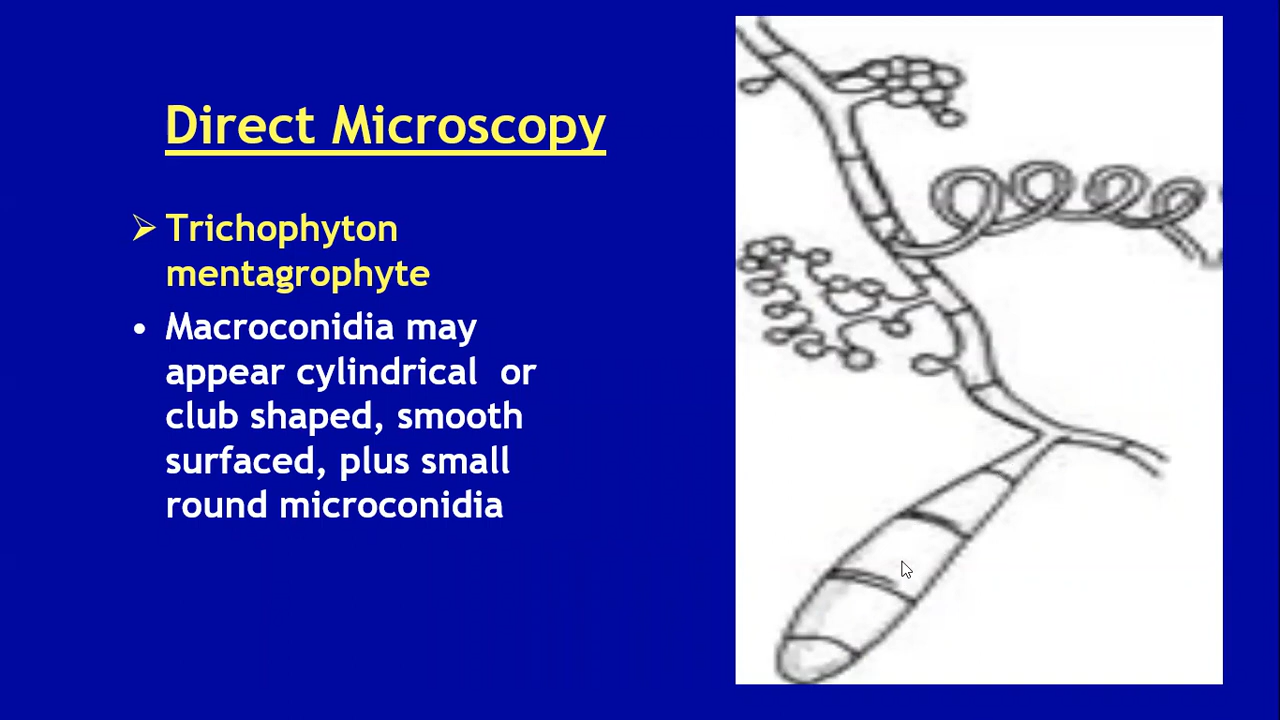 Direct Microscopy
➢ Trichophyton
mentagrophyte
• Macroconidia may
appear cylindrical or
club shaped, smooth
surfaced, plus small
round microconidia